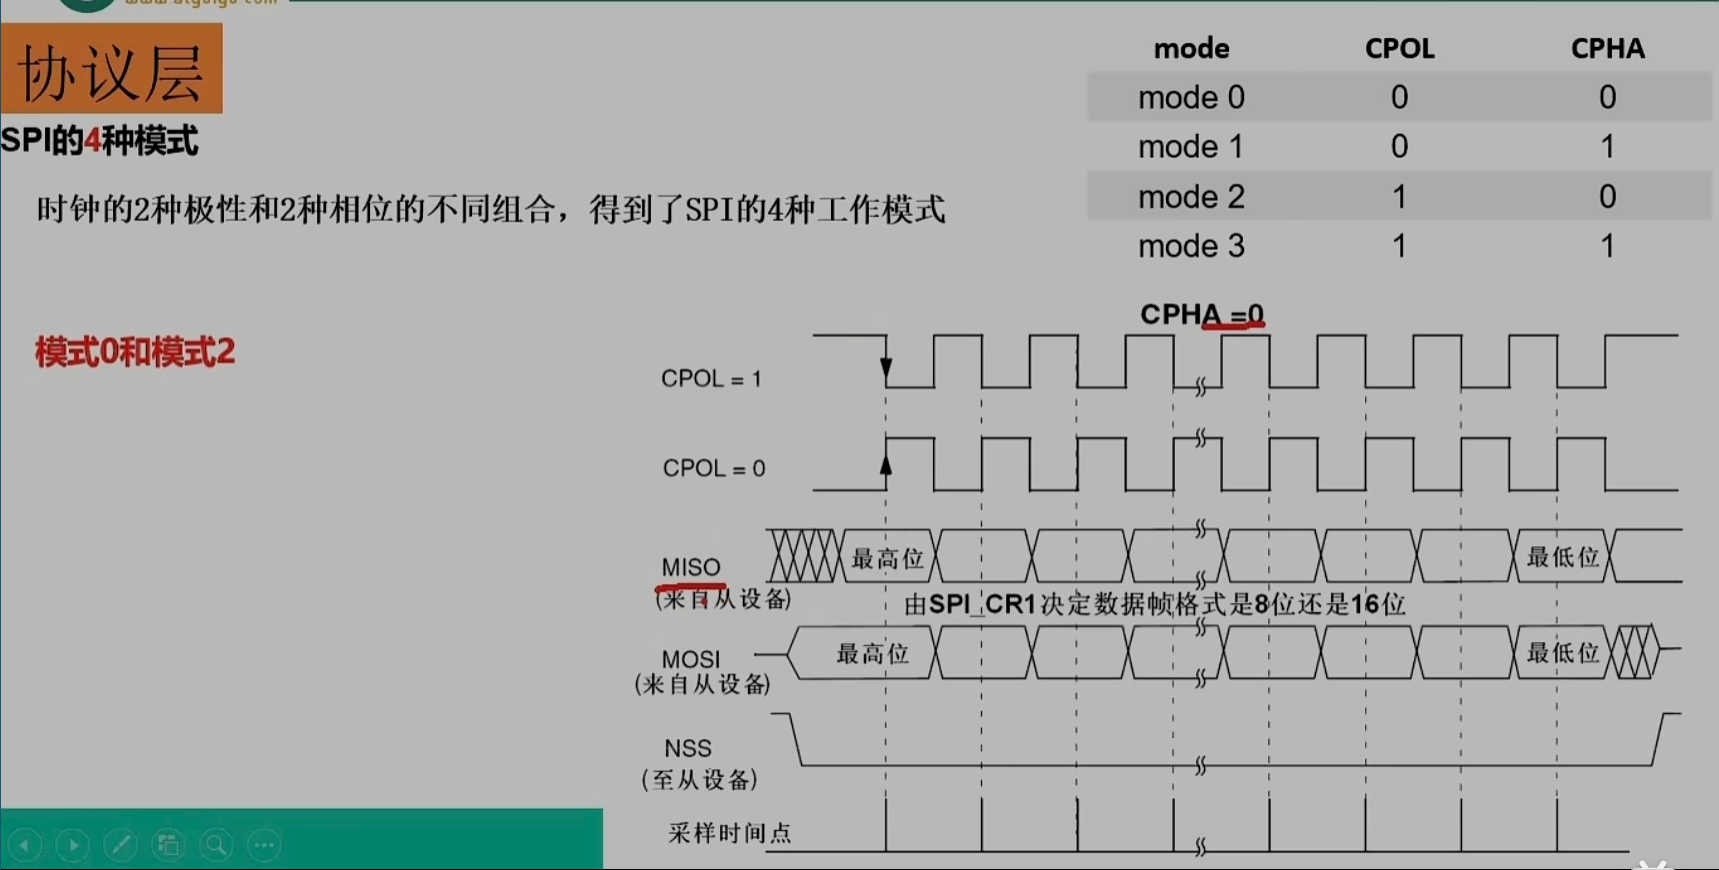 协议层
SPI的4种模式
时钟的2种极性和2种相位的不同组合，得到了SPI的4种工作模式
mode CPOL CPHA
mode 0 0 0
mode 1 0 1
mode 2 1 0
mode 3 1 1
模式0和模式2
CPHA =0
CPOL = 1
CPOL = 0
MISO 最高位 最低位
(来自从设备)
由SPI_CR1决定数据帧格式是8位还是16位
MOSI 最高位 最低位
(来自从设备)
NSS
(至从设备)
采样时间点